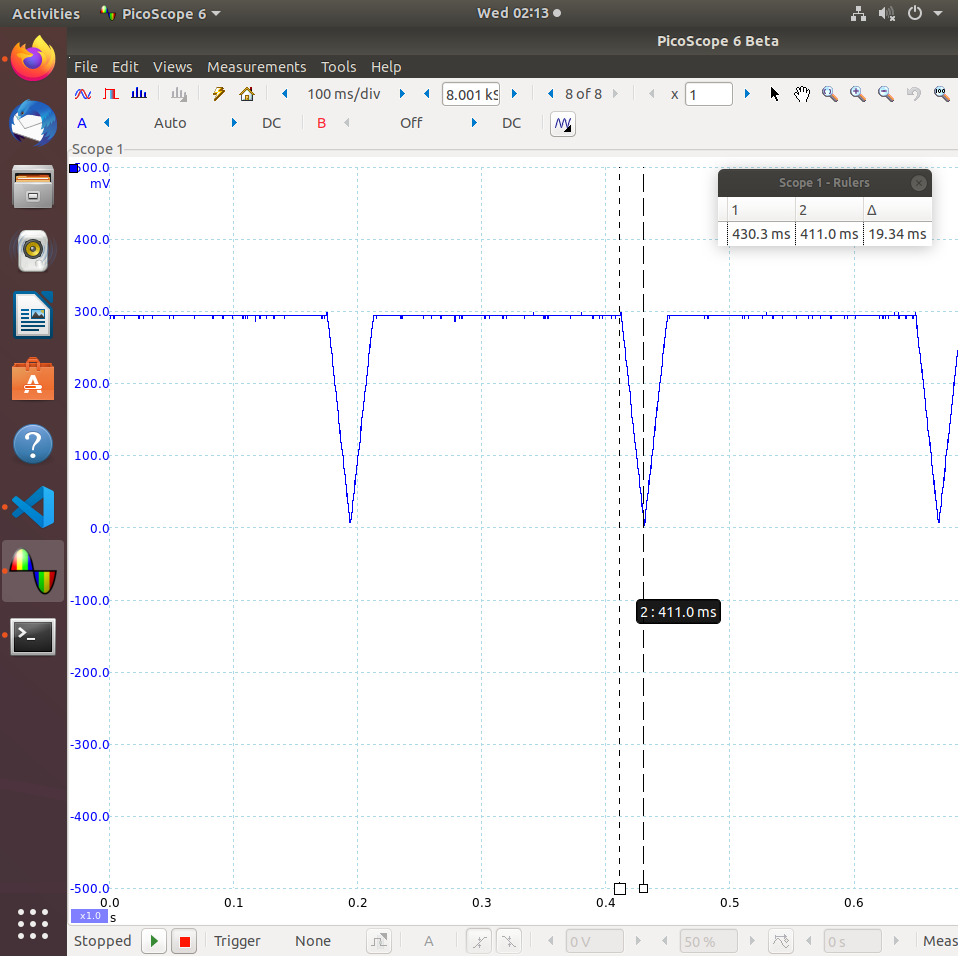 Activities PicoScope 6 Wed 02:13
PicoScope 6 Beta
File Edit Views Measurements Tools Help
100 ms/div 8.001 kS 8 of 8 x 1
A Auto DC B Off DC
Scope 1
500.0
mV
400.0
300.0
200.0
100.0
0.0
-100.0
-200.0
-300.0
-400.0
-500.0
Scope 1 - Rulers
1 2 Δ
430.3 ms 411.0 ms 19.34 ms
2 : 411.0 ms
0.0 0.1 0.2 0.3 0.4 0.5 0.6
x1.0 s
Stopped Trigger None A 0 V 50 % 0 s Meas